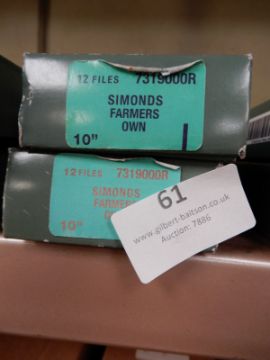 12 FILES 7319000R
SIMONDS
FARMERS
OWN
10"
12 FILES 7319000R
SIMONDS
FARMERS
10"
61
www.gilbert-baitson.co.uk
Auction: 7886